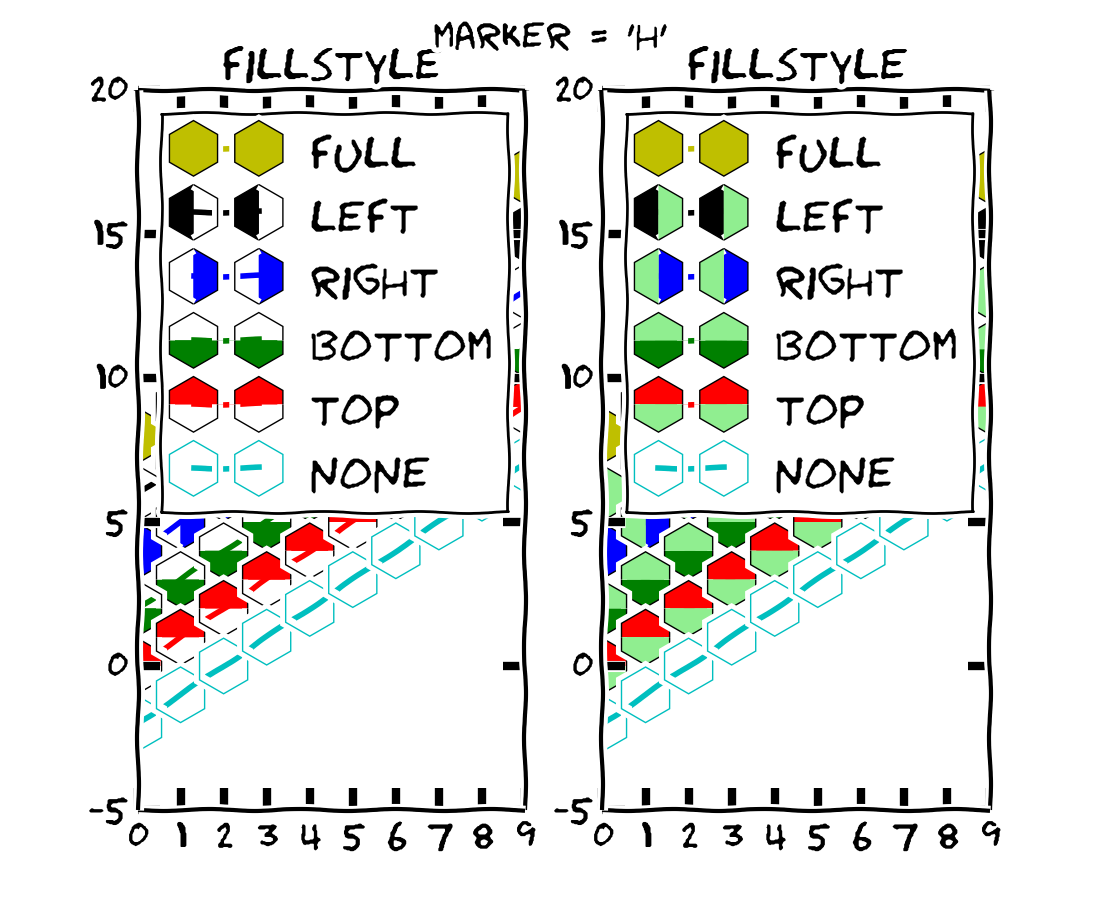 MARKER = 'H'
FILLSTYLE
20
15
10
5
0
-5
0 1 2 3 4 5 6 7 8 9
FULL
LEFT
RIGHT
BOTTOM
TOP
NONE
FILLSTYLE
20
15
10
5
0
-5
0 1 2 3 4 5 6 7 8 9
FULL
LEFT
RIGHT
BOTTOM
TOP
NONE